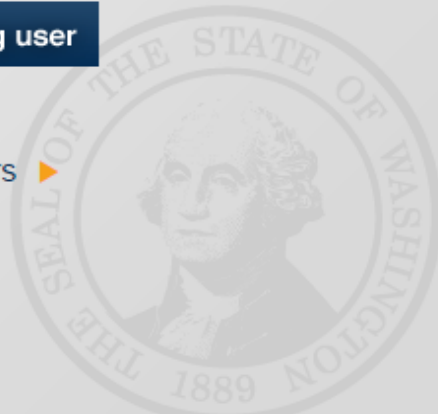 g user
rs
THE SEAL OF THE STATE OF WASHINGTON
1889